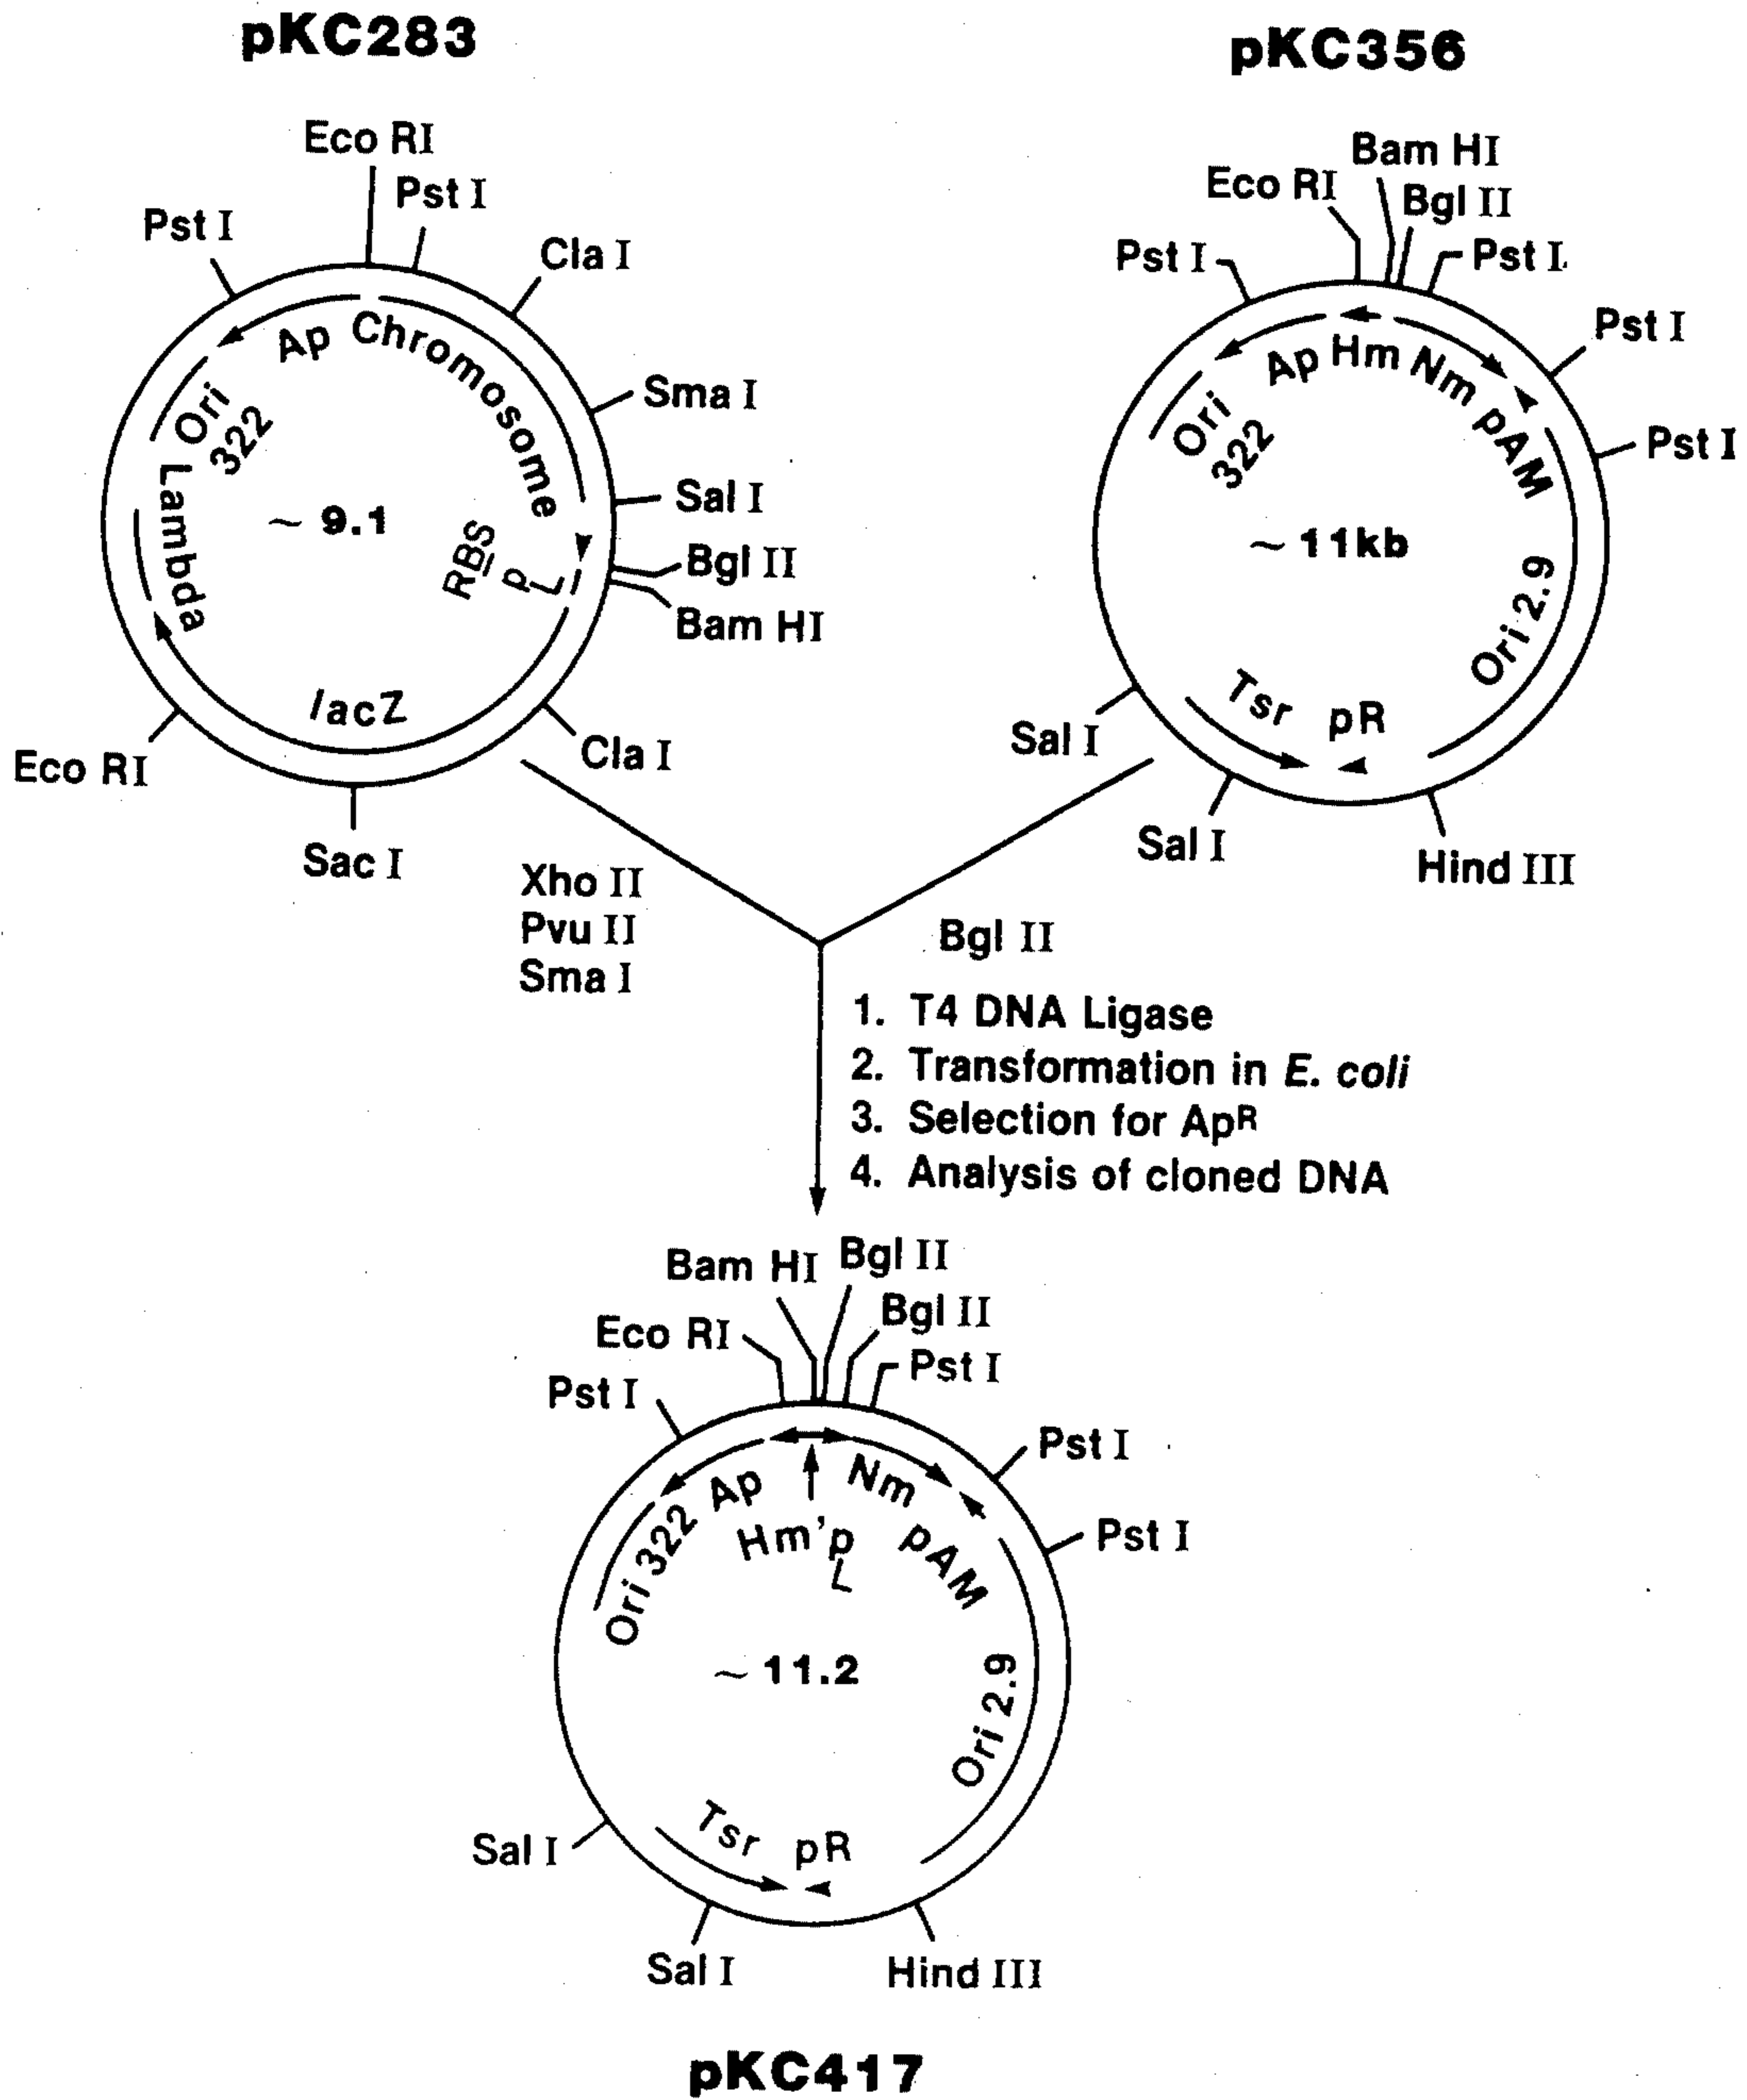 pKC283
Eco RI
Pst I
Pst I
Cla I
Sma I
Sal I
Bgl II
Bam HI
Cla I
Sac I
Eco RI
Ap
Chromosome
Ori
322
Lambda
~ 9.1
RBS
pL
lacZ
pKC356
Bam HI
Eco RI
Bgl II
Pst I
Pst I
Pst I
Pst I
Hind III
Sal I
Sal I
Ap
Hm
Nm
pAM
Ori
322
~ 11kb
Ori 2.9
Tsr
pR
Xho II
Pvu II
Sma I
Bgl II
1. T4 DNA Ligase
2. Transformation in E. coli
3. Selection for ApR
4. Analysis of cloned DNA
Bam HI
Bgl II
Bgl II
Eco RI
Pst I
Pst I
Pst I
Pst I
Ap
Nm
Ori 322
Hm'pL
pAM
~ 11.2
Ori 2.9
Tsr
pR
Sal I
Sal I
Hind III
pKC417